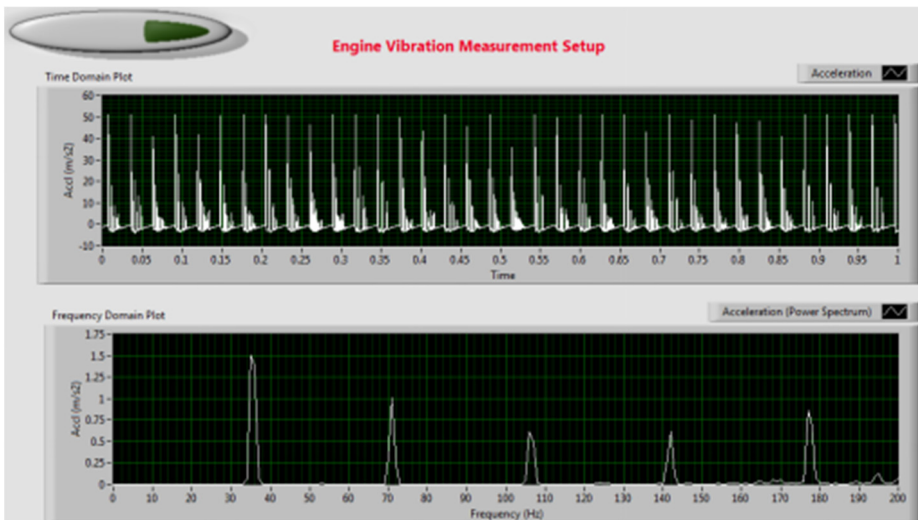 Engine Vibration Measurement Setup
Time Domain Plot
Acceleration
60
50
40
30
20
10
0
-10
Accl (m/s2)
0 0.05 0.1 0.15 0.2 0.25 0.3 0.35 0.4 0.45 0.5 0.55 0.6 0.65 0.7 0.75 0.8 0.85 0.9 0.95 1
Time
Frequency Domain Plot
Acceleration (Power Spectrum)
1.75
1.5
1.25
1
0.75
0.5
0.25
0
Accl (m/s2)
0 10 20 30 40 50 60 70 80 90 100 110 120 130 140 150 160 170 180 190 200
Frequency (Hz)